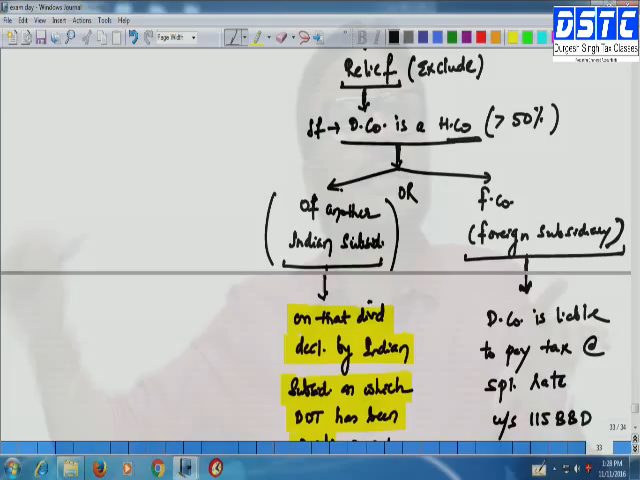 exam day - Windows Journal
File Edit View Insert Actions Tools Help
Page Width
DSTC
Durgesh Singh Tax Classes
Relief (Exclude)
If → D.Co. is a H.Co (> 50%)
OR
Of another
Indian Subsid.
f.Co
(foreign subsidiary)
on that divd
decl. by Indian
Subsid on which
DDT has been
D.Co is liable
to pay tax @
spl. rate
u/s 115BBD
33 / 34
33
1:28 PM
11/11/2016